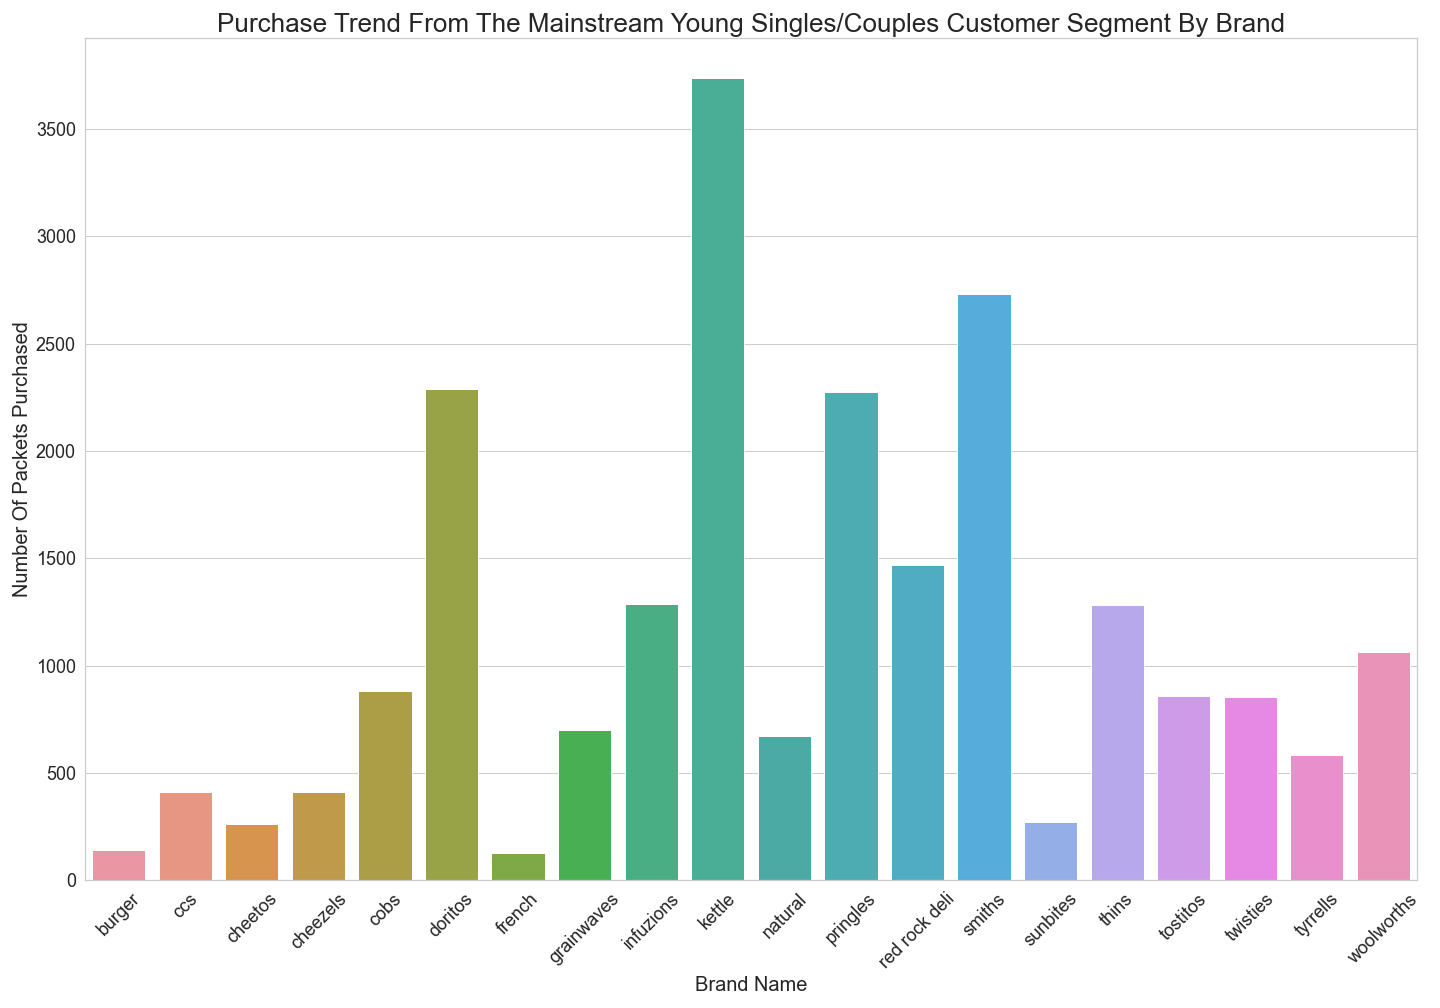 Purchase Trend From The Mainstream Young Singles/Couples Customer Segment By Brand
Number Of Packets Purchased
3500
3000
2500
2000
1500
1000
500
0
burger
ccs
cheetos
cheezels
cobs
doritos
french
grainwaves
infuzions
kettle
natural
pringles
red rock deli
smiths
sunbites
thins
tostitos
twisties
tyrrells
woolworths
Brand Name